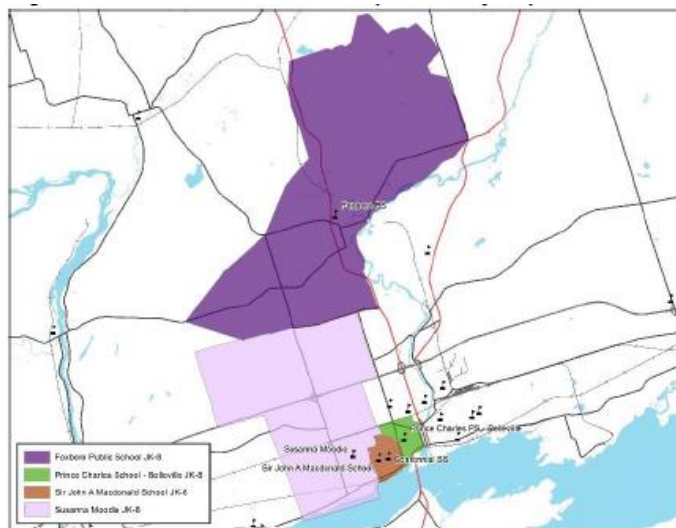 Foxboro PS
Prince Charles PS - Belleville
Susanna Moodie
Sir John A Macdonald School
Centennial SS
Foxboro Public School JK-8
Prince Charles School - Belleville JK-8
Sir John A Macdonald School JK-8
Susanna Moodie JK-8